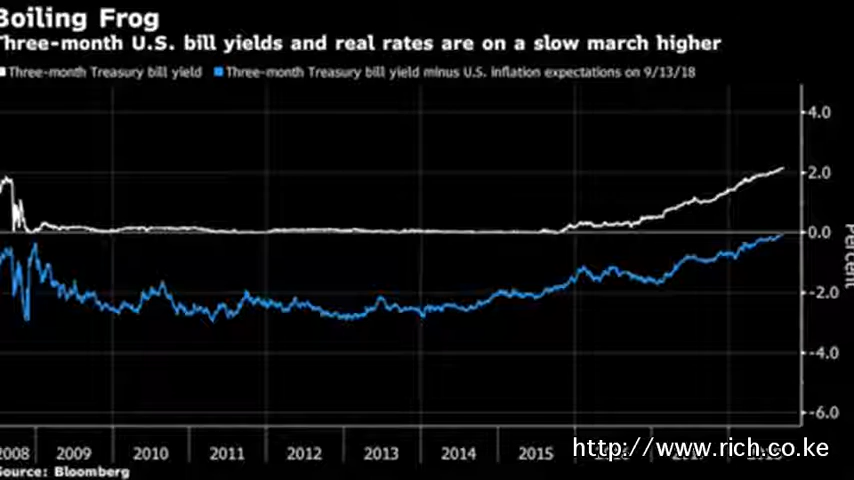 Boiling Frog
Three-month U.S. bill yields and real rates are on a slow march higher
Three-month Treasury bill yield Three-month Treasury bill yield minus U.S. inflation expectations on 9/13/18
4.0
2.0
0.0
-2.0
-4.0
-6.0
Percent
2008 2009 2010 2011 2012 2013 2014 2015
http://www.rich.co.ke
Source: Bloomberg